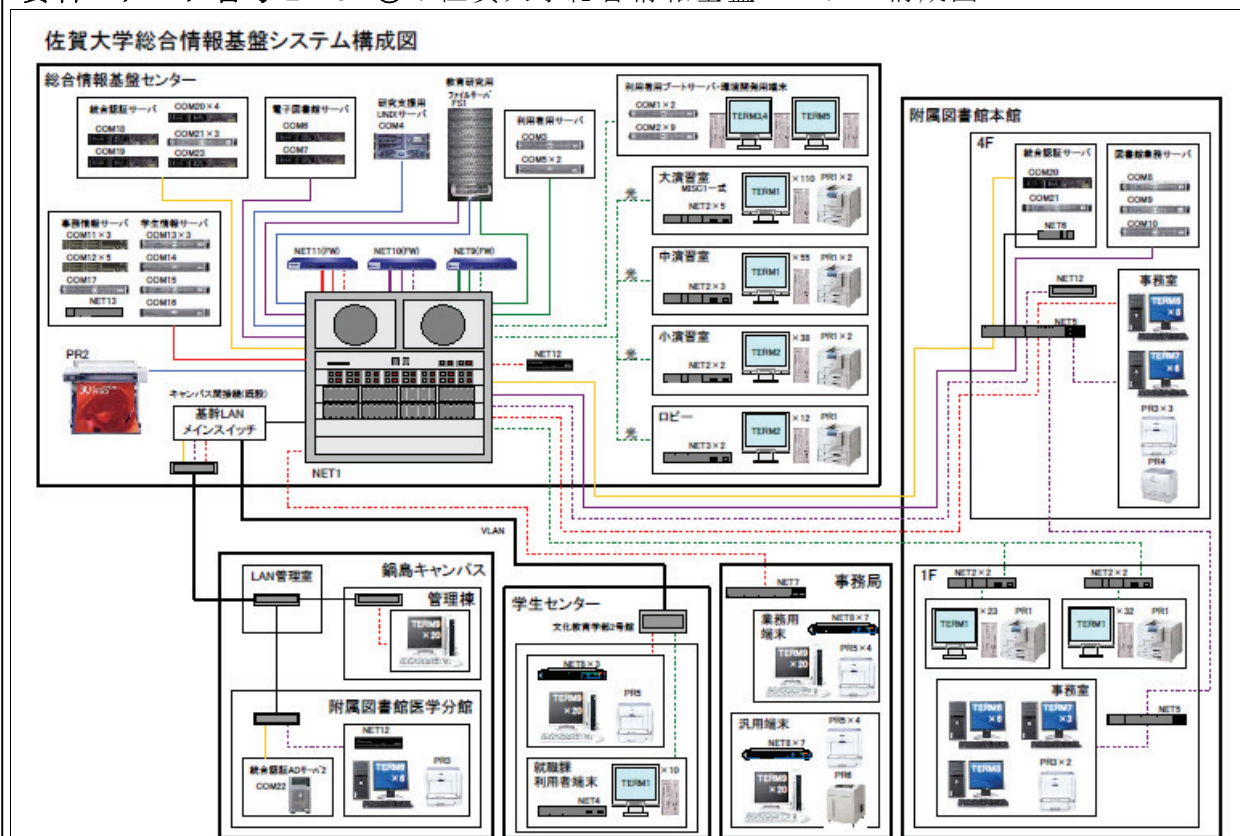 佐賀大学総合情報基盤システム構成図
総合情報基盤センター
統合認証サーバ
COM20×4
COM18
COM21×3
COM19
COM23
電子図書館サーバ
COM6
COM7
研究支援用
UNIXサーバ
COM4
教育研究用
ファイルサーバ
FS1
利用者用サーバ
COM3
COM5×2
利用者用ブートサーバ・環境開発用端末
COM1×2
COM2×9
TERM3,4
TERM5
事務情報サーバ
COM11×3
COM12×5
COM17
NET13
学生情報サーバ
COM13×3
COM14
COM15
COM16
NET11(FW)
NET10(FW)
NET9(FW)
NET12
NET1
PR2
キャンパス間接続(既設)
基幹LAN
メインスイッチ
光
大演習室
MISC1一式
NET2×5
TERM1
×110
PR1×2
光
中演習室
NET2×3
TERM1
×55
PR1×2
光
小演習室
NET2×2
TERM2
×38
PR1×2
光
ロビー
NET3×2
TERM2
×12
PR1
附属図書館本館
4F
統合認証サーバ
COM20
COM21
NET6
図書館業務サーバ
COM8
COM9
COM10
NET12
NET5
事務室
TERM6
×8
TERM7
×6
PR3×3
PR4
1F
NET2×2
TERM1
×23
PR1
NET2×2
TERM1
×32
PR1
事務室
TERM6
×6
TERM7
×3
TERM8
PR3×2
NET5
VLAN
鍋島キャンパス
LAN管理室
管理棟
TERM9
×20
附属図書館医学分館
NET12
統合認証ADサーバ2
COM22
×6
PR3
学生センター
文化教育学部2号館
NET8×3
TERM9
×20
PR5
就職課
利用者端末
NET4
TERM1
×10
事務局
NET7
業務用
端末
NET8×7
TERM9
×20
PR5×4
汎用端末
NET8×7
TERM9
×20
PR5×4
PR6